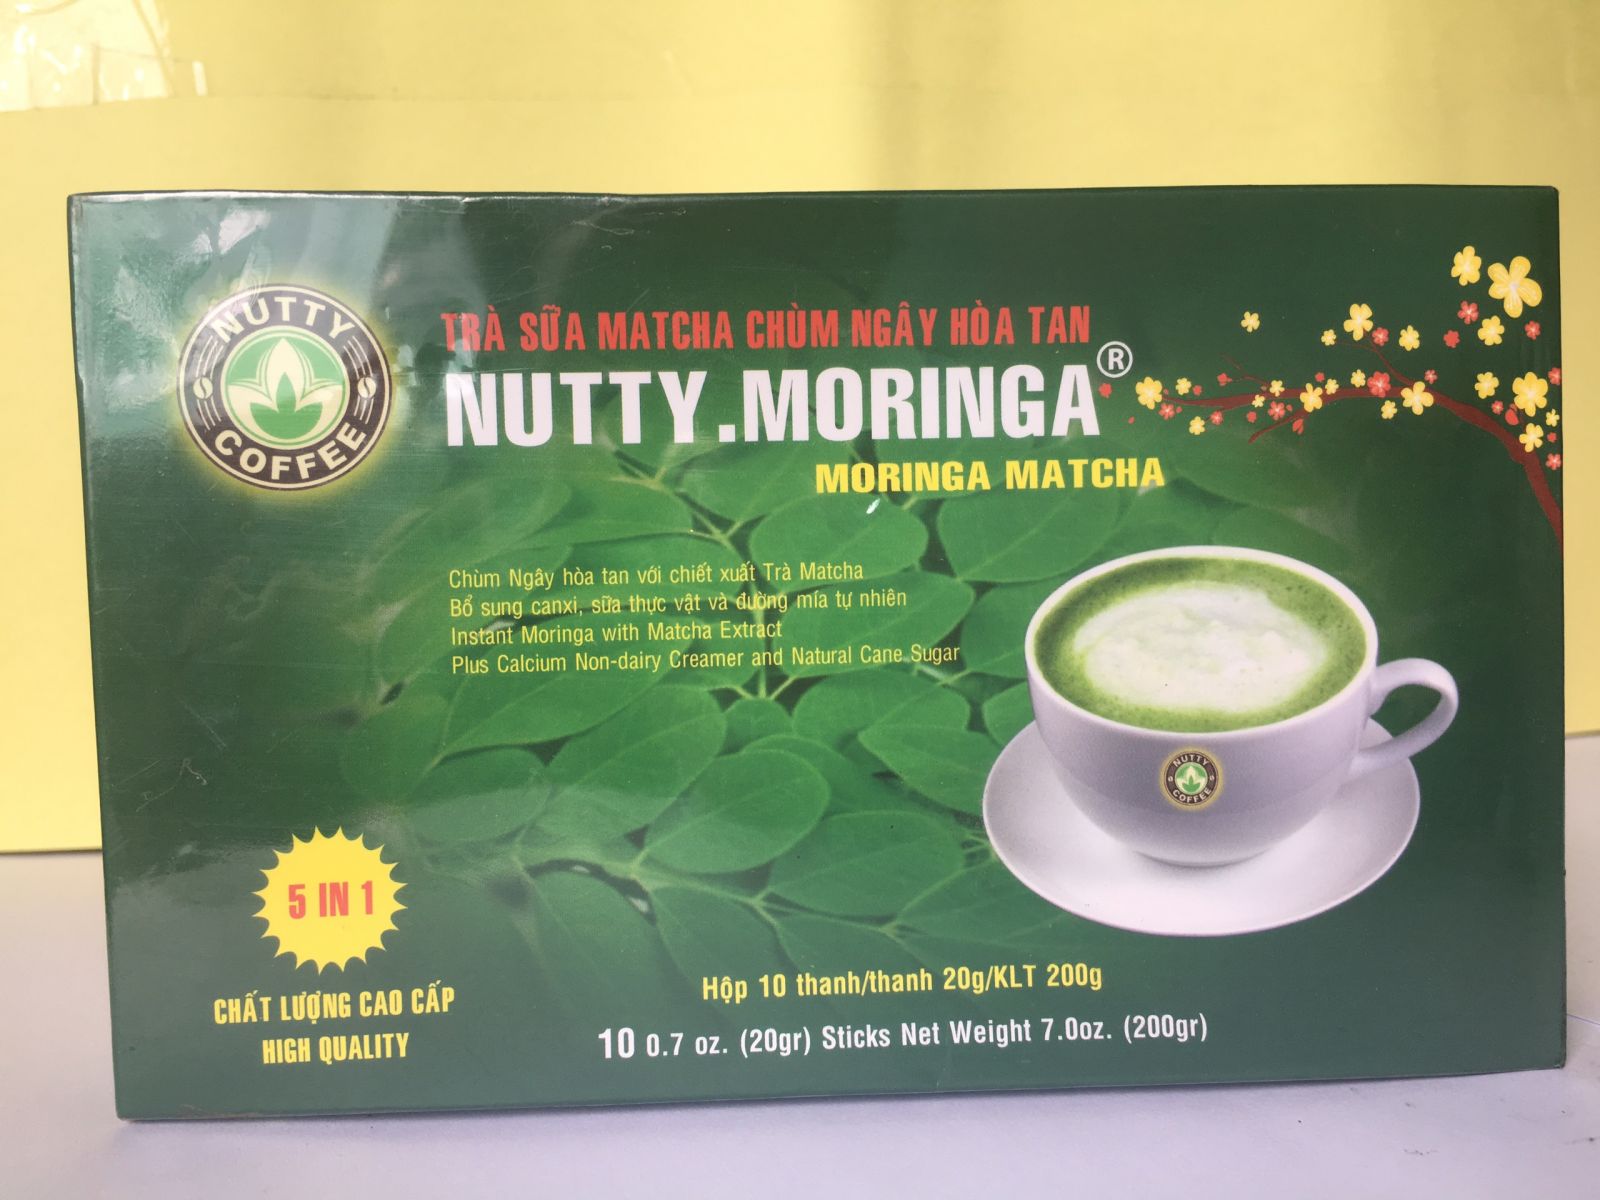 NUTTY
COFFEE
TRÀ SỮA MATCHA CHÙM NGÂY HÒA TAN
NUTTY.MORINGA®
MORINGA MATCHA
Chùm Ngây hòa tan với chiết xuất Trà Matcha
Bổ sung canxi, sữa thực vật và đường mía tự nhiên
Instant Moringa with Matcha Extract
Plus Calcium Non-dairy Creamer and Natural Cane Sugar
NUTTY
COFFEE
5 IN 1
CHẤT LƯỢNG CAO CẤP
HIGH QUALITY
Hộp 10 thanh/thanh 20g/KLT 200g
10 0.7 oz. (20gr) Sticks Net Weight 7.0oz. (200gr)